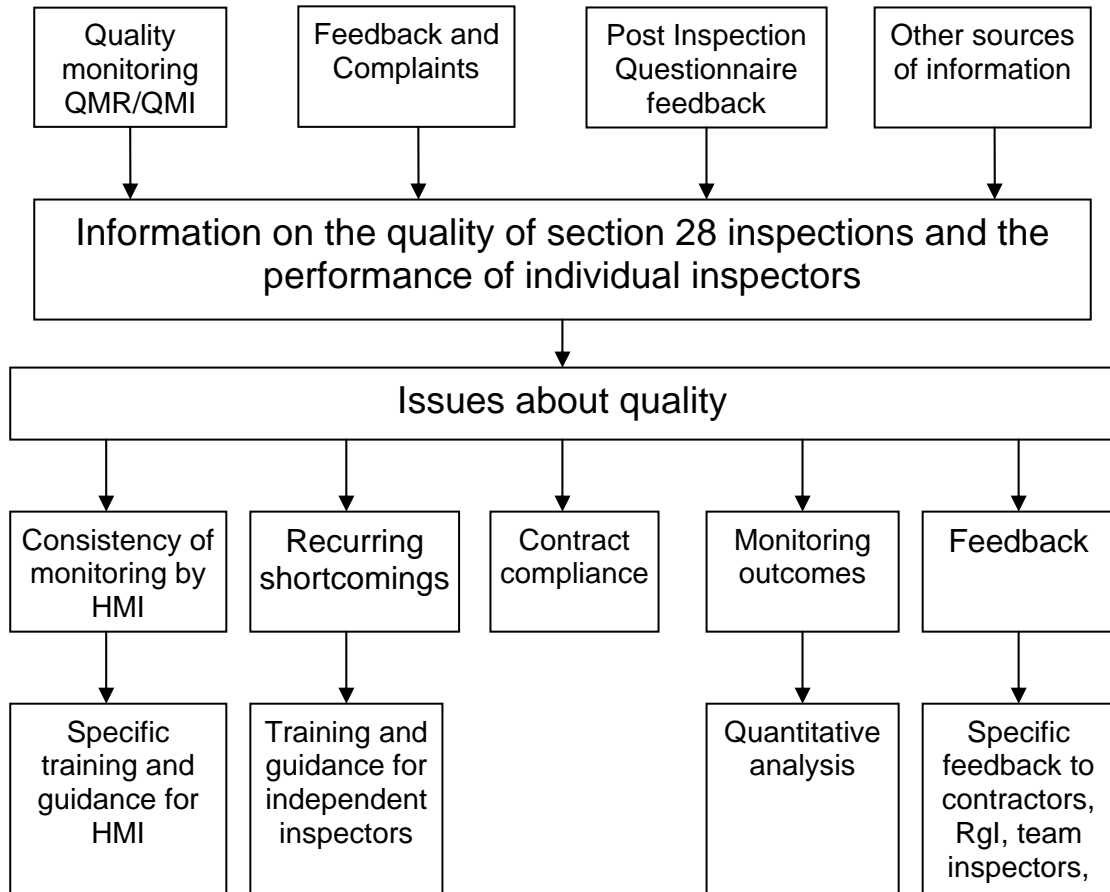 Quality
monitoring
QMR/QMI
Feedback and
Complaints
Post Inspection
Questionnaire
feedback
Other sources
of information
Information on the quality of section 28 inspections and the
performance of individual inspectors
Issues about quality
Consistency of
monitoring by
HMI
Recurring
shortcomings
Contract
compliance
Monitoring
outcomes
Feedback
Specific
training and
guidance for
HMI
Training and
guidance for
independent
inspectors
Quantitative
analysis
Specific
feedback to
contractors,
RgI, team
inspectors,